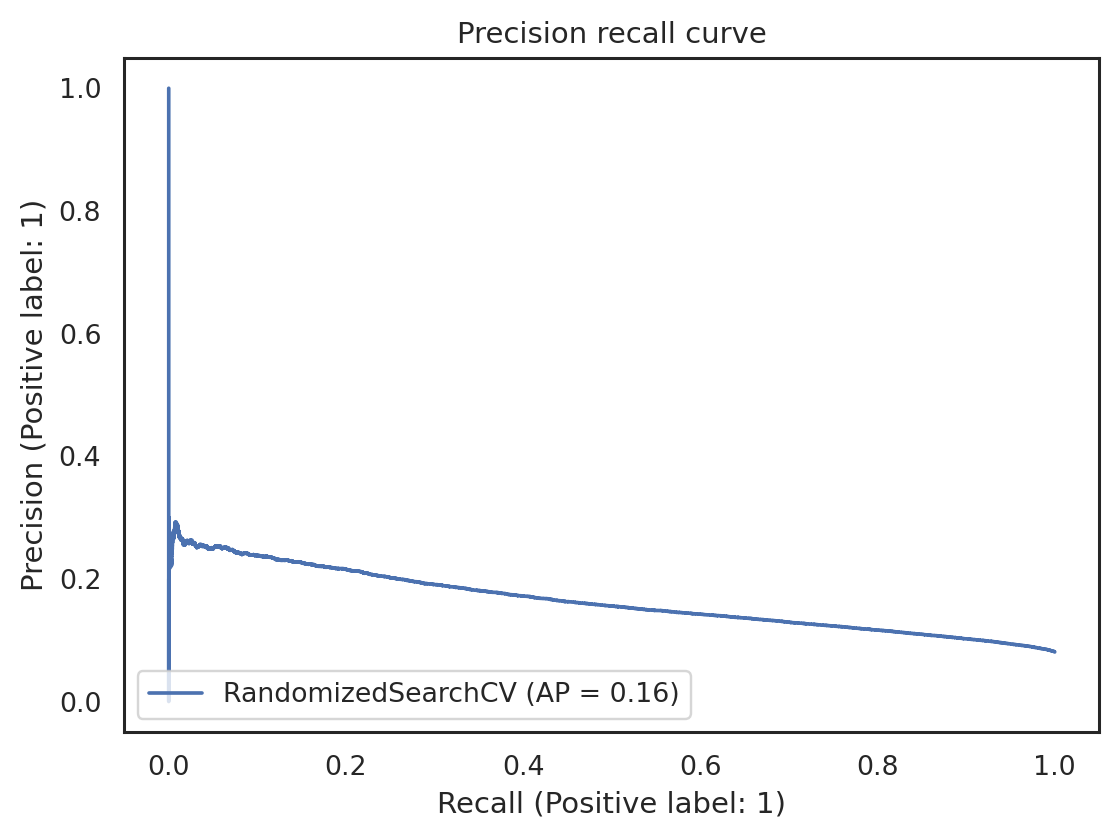 Precision recall curve
1.0
0.8
0.6
0.4
0.2
0.0
Precision (Positive label: 1)
RandomizedSearchCV (AP = 0.16)
0.0 0.2 0.4 0.6 0.8 1.0
Recall (Positive label: 1)